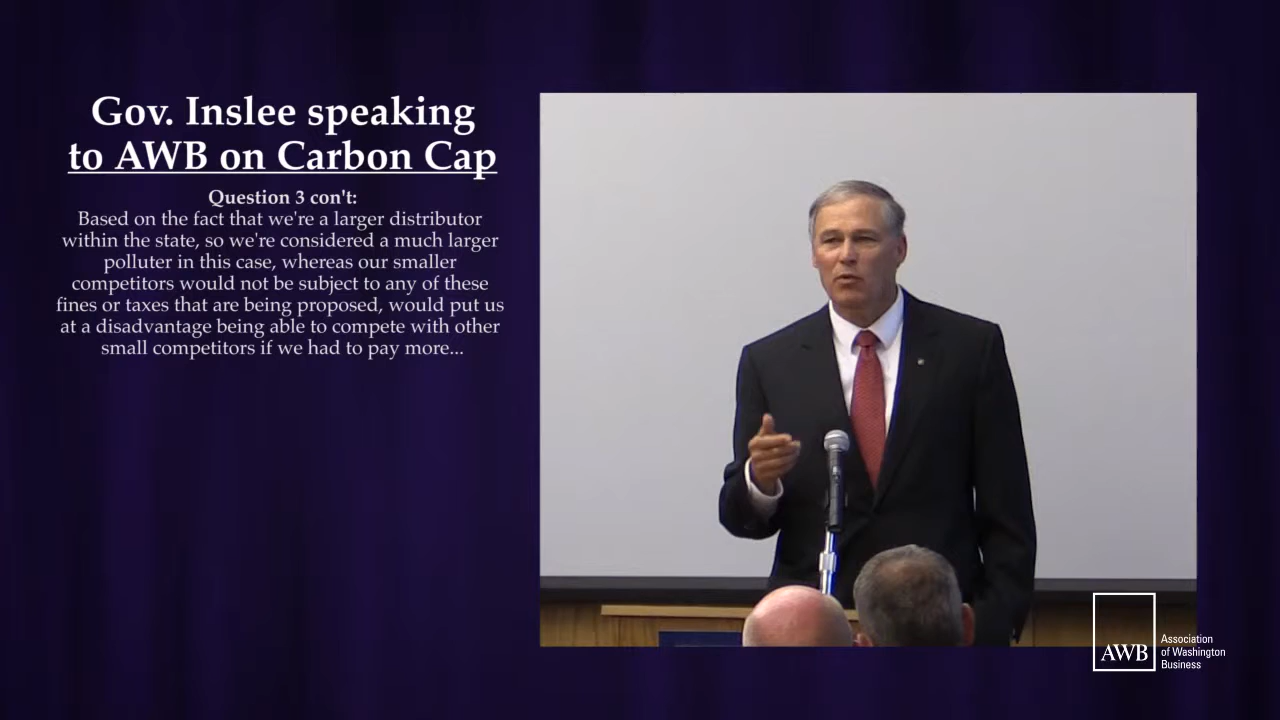 Gov. Inslee speaking
to AWB on Carbon Cap
Question 3 con't:
Based on the fact that we're a larger distributor
within the state, so we're considered a much larger
polluter in this case, whereas our smaller
competitors would not be subject to any of these
fines or taxes that are being proposed, would put us
at a disadvantage being able to compete with other
small competitors if we had to pay more...
AWB
Association
of Washington
Business